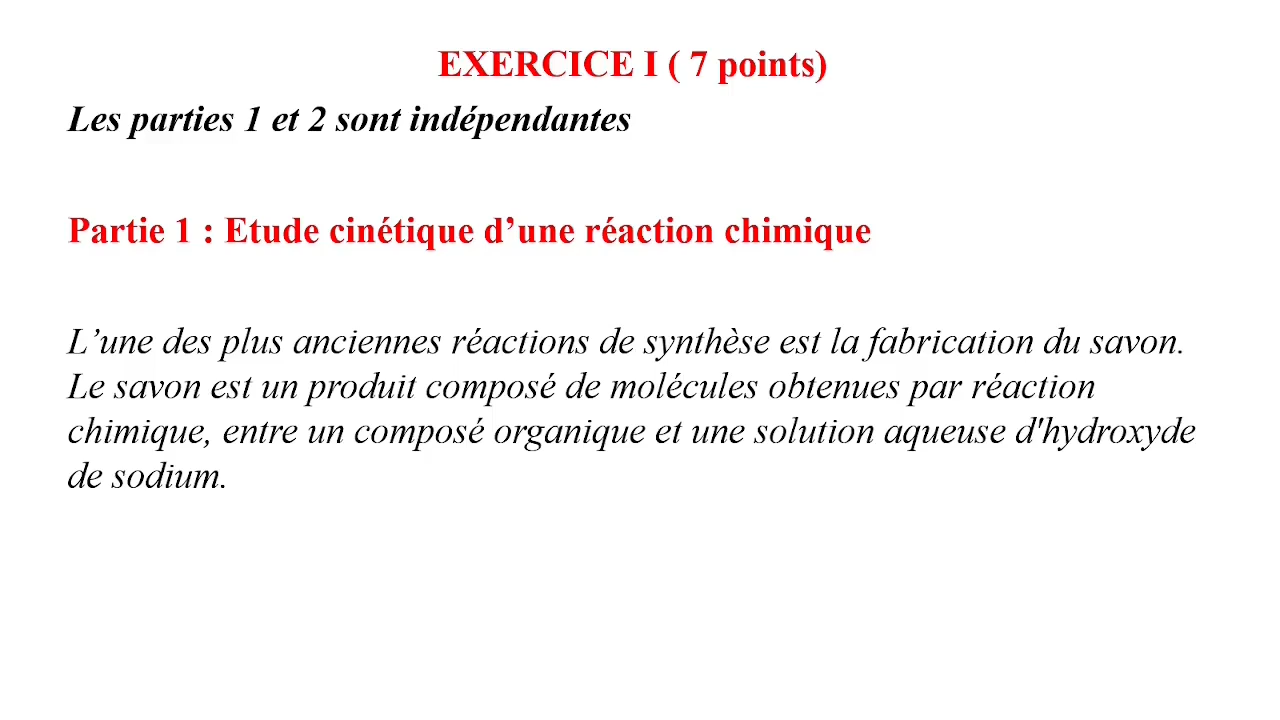 EXERCICE I ( 7 points)
Les parties 1 et 2 sont indépendantes
Partie 1 : Etude cinétique d’une réaction chimique
L’une des plus anciennes réactions de synthèse est la fabrication du savon.
Le savon est un produit composé de molécules obtenues par réaction
chimique, entre un composé organique et une solution aqueuse d'hydroxyde
de sodium.